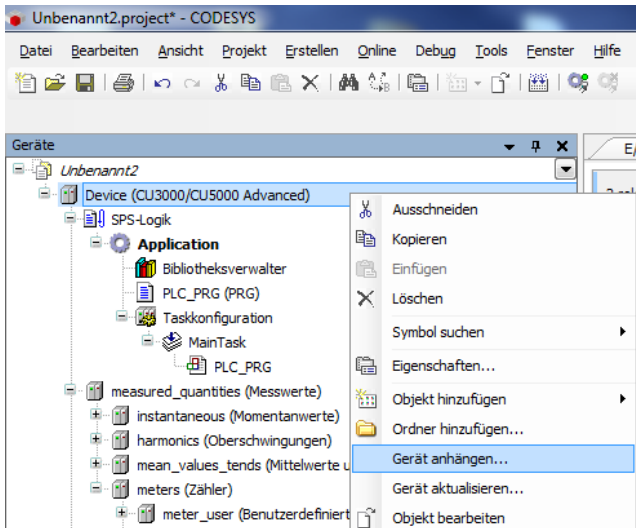 Unbenannt2.project* - CODESYS
Datei Bearbeiten Ansicht Projekt Erstellen Online Debug Tools Fenster Hilfe
Geräte
E/
Unbenannt2
Device (CU3000/CU5000 Advanced)
SPS-Logik
Application
Bibliotheksverwalter
PLC_PRG (PRG)
Taskkonfiguration
MainTask
PLC_PRG
measured_quantities (Messwerte)
instantaneous (Momentanwerte)
harmonics (Oberschwingungen)
mean_values_tends (Mittelwerte u
meters (Zähler)
meter_user (Benutzerdefiniert
Ausschneiden
Kopieren
Einfügen
Löschen
Symbol suchen
Eigenschaften...
Objekt hinzufügen
Ordner hinzufügen...
Gerät anhängen...
Gerät aktualisieren...
Objekt bearbeiten